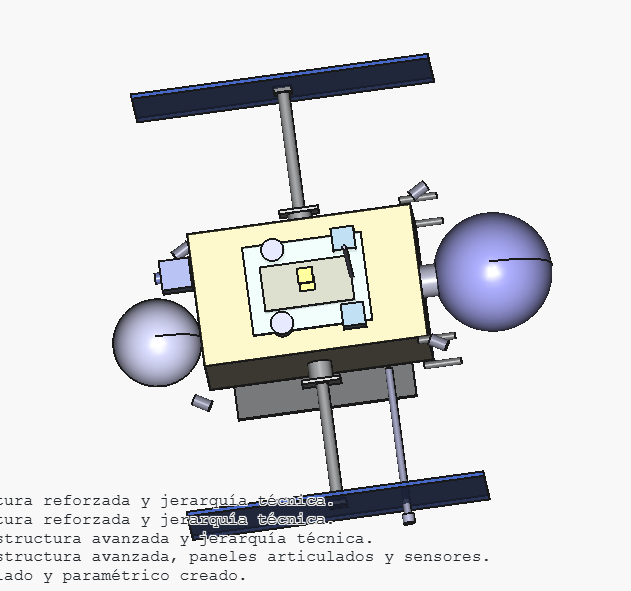 tura reforzada y jerarquía técnica.
tura reforzada y jerarquía técnica.
structura avanzada y jerarquía técnica.
structura avanzada, paneles articulados y sensores.
lado y paramétrico creado.